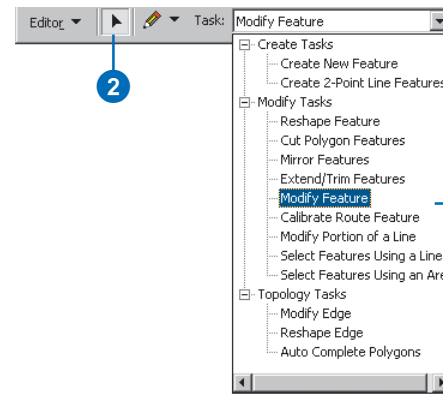 Editor Task: Modify Feature
2
Create Tasks
Create New Feature
Create 2-Point Line Features
Modify Tasks
Reshape Feature
Cut Polygon Features
Mirror Features
Extend/Trim Features
Modify Feature
Calibrate Route Feature
Modify Portion of a Line
Select Features Using a Line
Select Features Using an Are
Topology Tasks
Modify Edge
Reshape Edge
Auto Complete Polygons